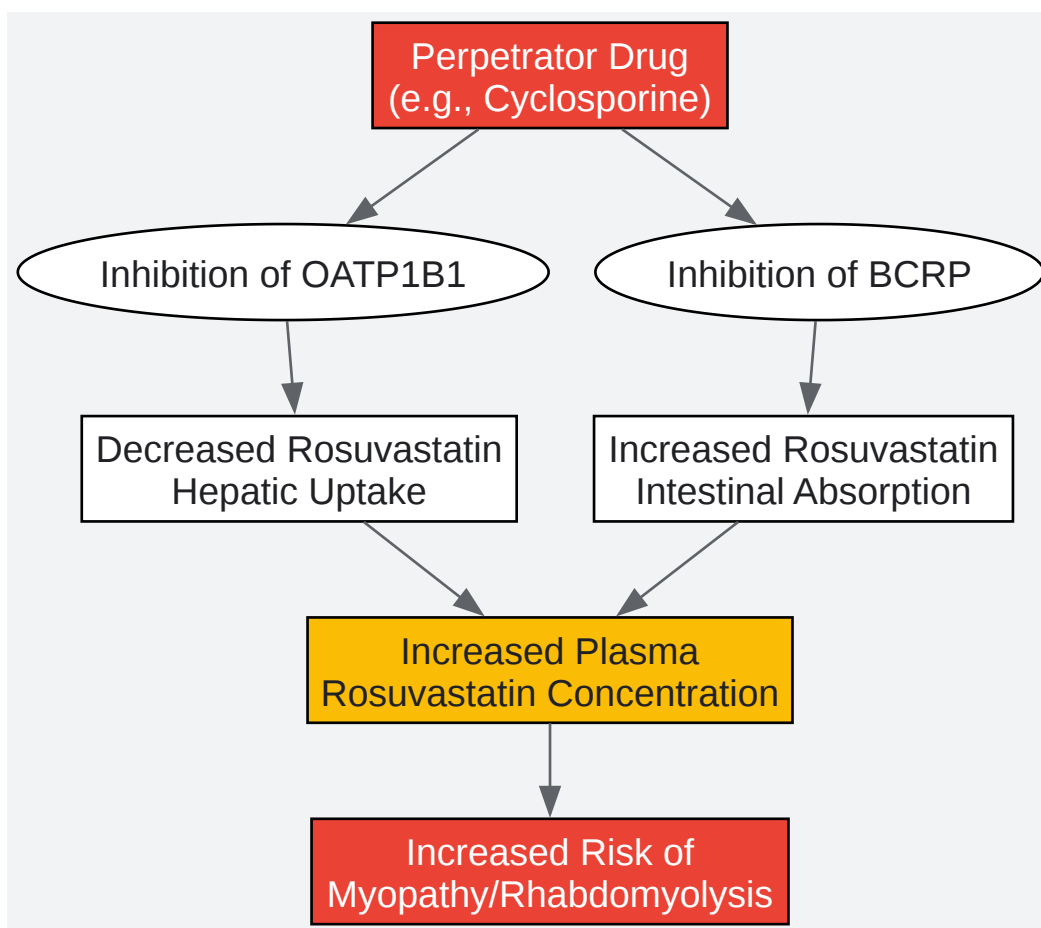 Perpetrator Drug
(e.g., Cyclosporine)
Inhibition of OATP1B1
Inhibition of BCRP
Decreased Rosuvastatin
Hepatic Uptake
Increased Rosuvastatin
Intestinal Absorption
Increased Plasma
Rosuvastatin Concentration
Increased Risk of
Myopathy/Rhabdomyolysis